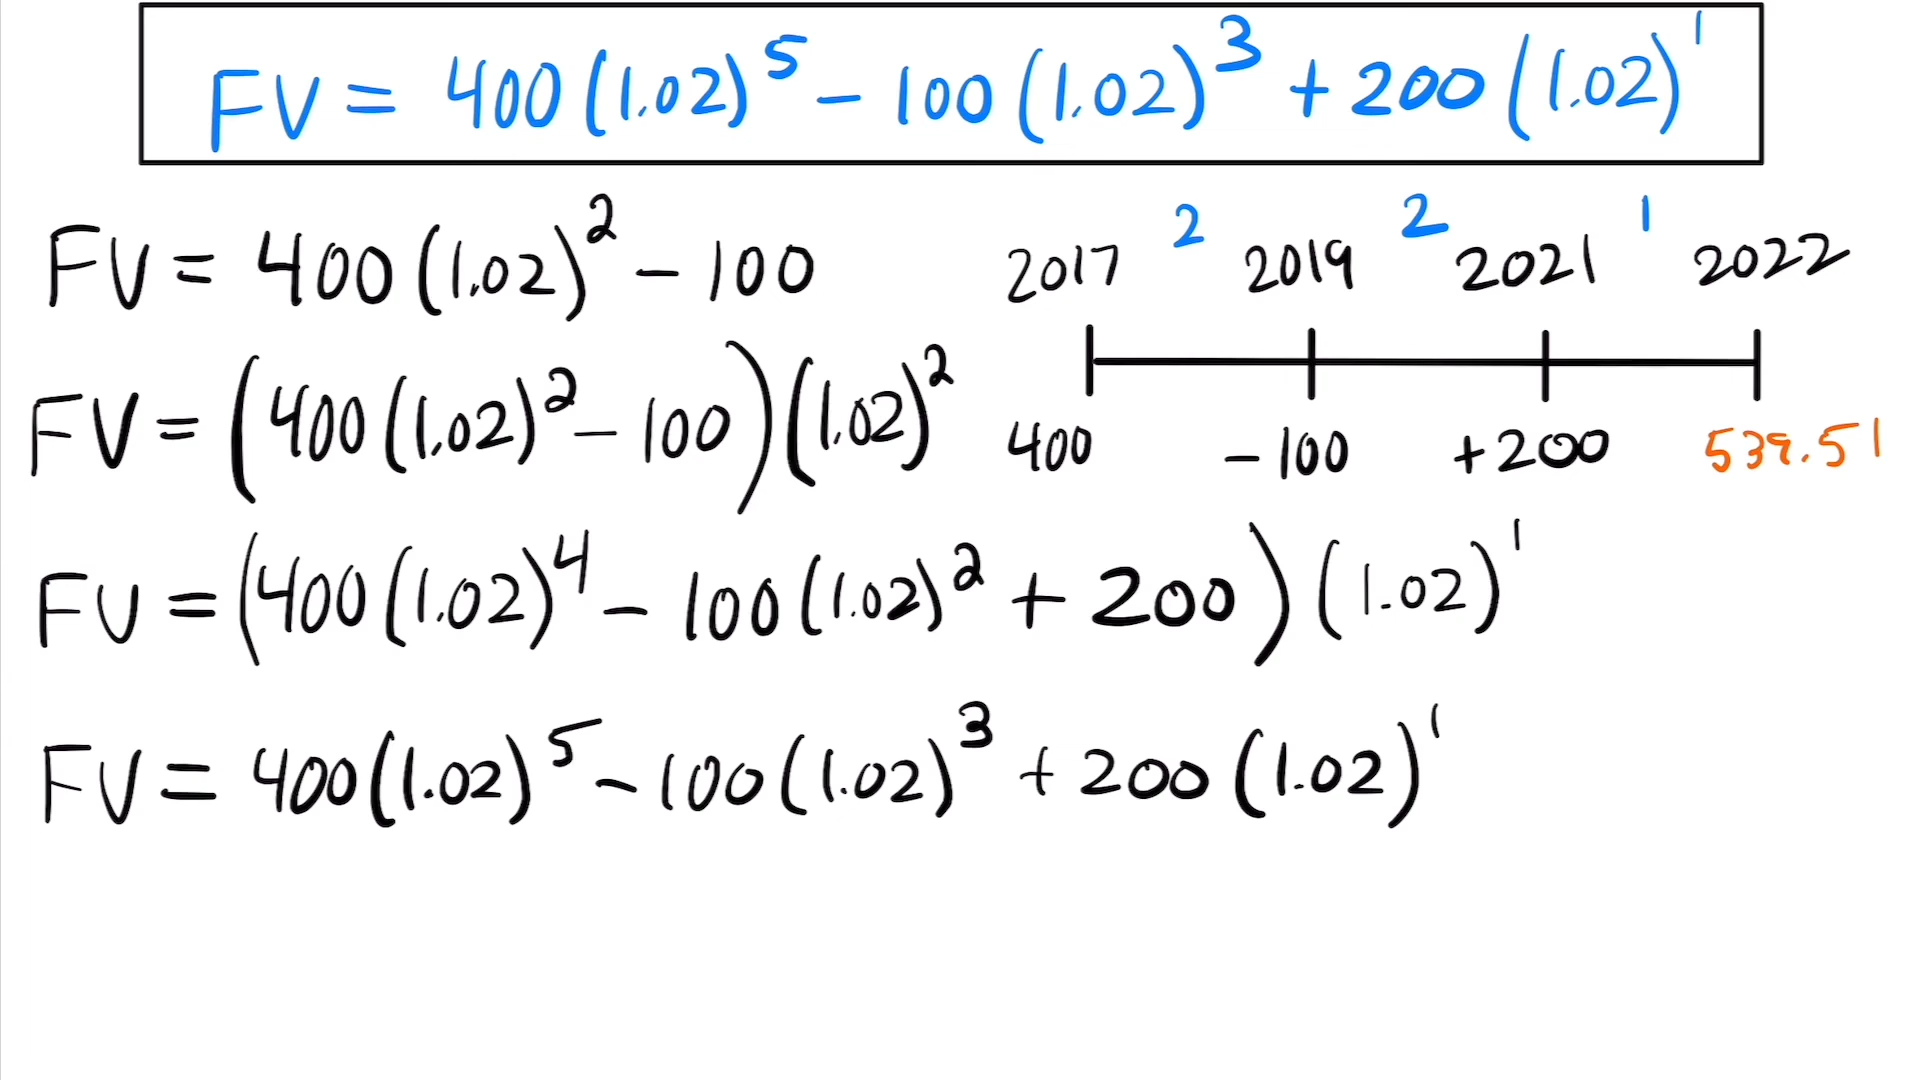 FV = 400(1.02)⁵ - 100(1.02)³ + 200(1.02)¹
FV = 400(1.02)² - 100
2017 2 2019 2 2021 1 2022
FV = (400(1.02)² - 100)(1.02)²
400 -100 +200 539.51
FV = (400(1.02)⁴ - 100(1.02)² + 200)(1.02)¹
FV = 400(1.02)⁵ - 100(1.02)³ + 200(1.02)¹